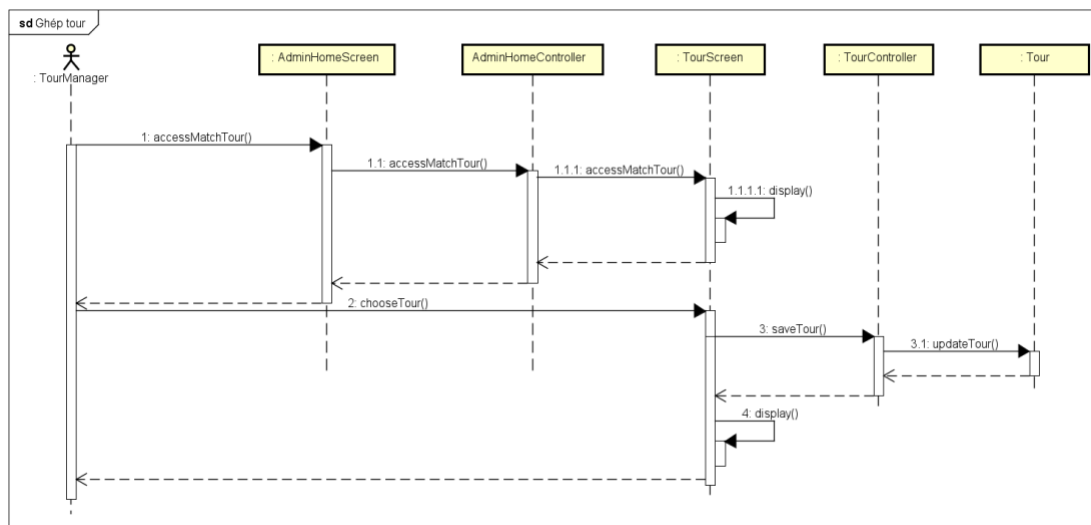 sd Ghép tour
: TourManager
: AdminHomeScreen
AdminHomeController
: TourScreen
: TourController
: Tour
1: accessMatchTour()
1.1: accessMatchTour()
1.1.1: accessMatchTour()
1.1.1.1: display()
2: chooseTour()
3: saveTour()
3.1: updateTour()
4: display()